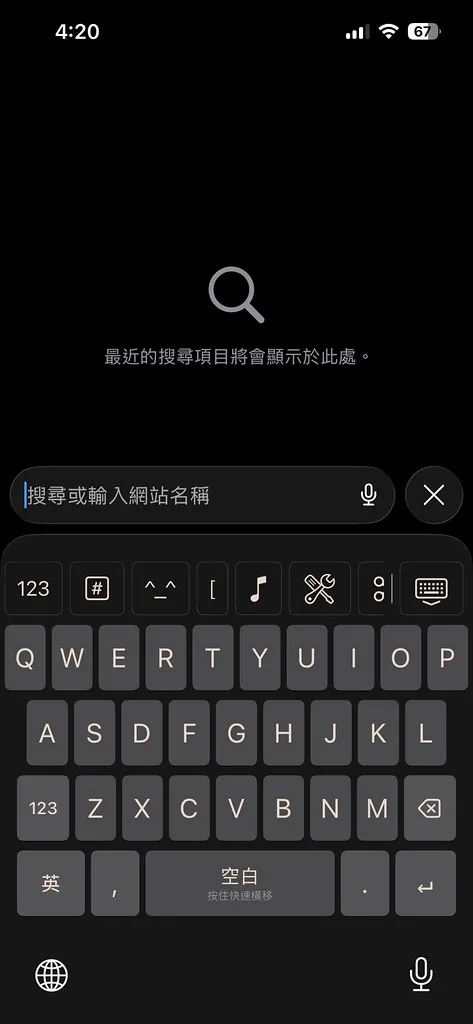 4:20
67
最近的搜尋項目將會顯示於此處。
搜尋或輸入網站名稱
123 # ^_^ [
Q W E R T Y U I O P
A S D F G H J K L
123 Z X C V B N M
英 , 空白 .
按住快速橫移